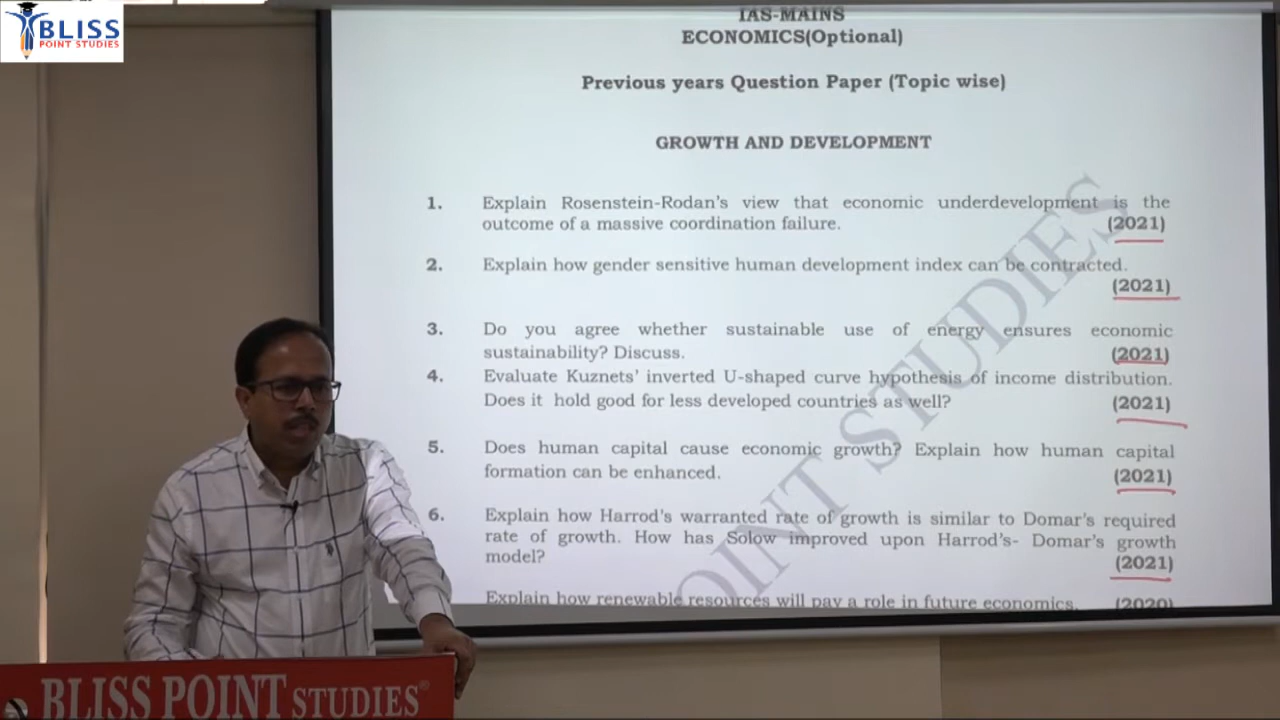 BLISS
POINT STUDIES
IAS-MAINS
ECONOMICS(Optional)
Previous years Question Paper (Topic wise)
GROWTH AND DEVELOPMENT
1. Explain Rosenstein-Rodan's view that economic underdevelopment is the
outcome of a massive coordination failure. (2021)
2. Explain how gender sensitive human development index can be contracted.
(2021)
3. Do you agree whether sustainable use of energy ensures economic
sustainability? Discuss. (2021)
4. Evaluate Kuznets' inverted U-shaped curve hypothesis of income distribution.
Does it hold good for less developed countries as well? (2021)
5. Does human capital cause economic growth? Explain how human capital
formation can be enhanced. (2021)
6. Explain how Harrod's warranted rate of growth is similar to Domar's required
rate of growth. How has Solow improved upon Harrod's- Domar's growth
model? (2021)
Explain how renewable resources will pay a role in future economics. (2020)
OINT STUDIES
BLISS POINT STUDIES®